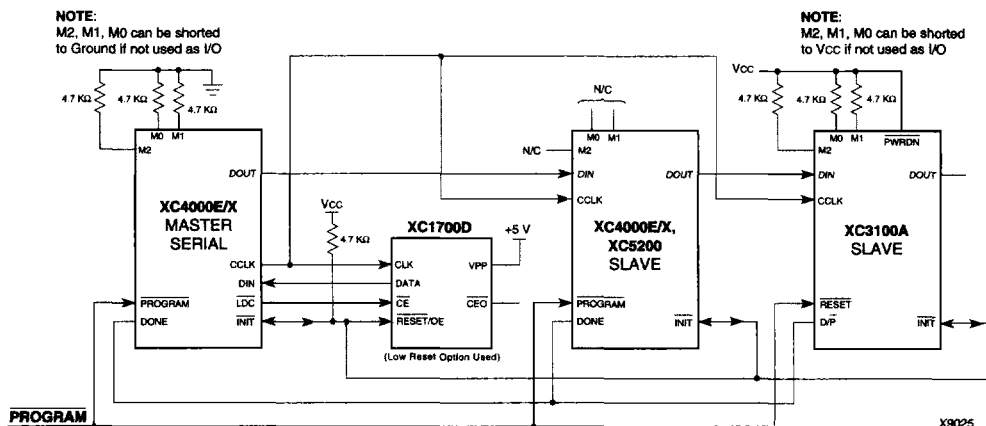 NOTE:
M2, M1, M0 can be shorted
to Ground if not used as I/O
NOTE:
M2, M1, M0 can be shorted
to VCC if not used as I/O
4.7 KΩ
4.7 KΩ
4.7 KΩ
M0 M1
M2
DOUT
XC4000E/X
MASTER
SERIAL
CCLK
DIN
PROGRAM
LDC
DONE
INIT
VCC
4.7 KΩ
XC1700D
+5 V
CLK
VPP
DATA
CE
CEO
RESET/OE
(Low Reset Option Used)
N/C
M0 M1
N/C
M2
DIN
DOUT
CCLK
XC4000E/X,
XC5200
SLAVE
PROGRAM
DONE
INIT
VCC
4.7 KΩ
4.7 KΩ
M0 M1
PWRDN
M2
DIN
DOUT
CCLK
XC3100A
SLAVE
RESET
D/P
INIT
PROGRAM
X9025